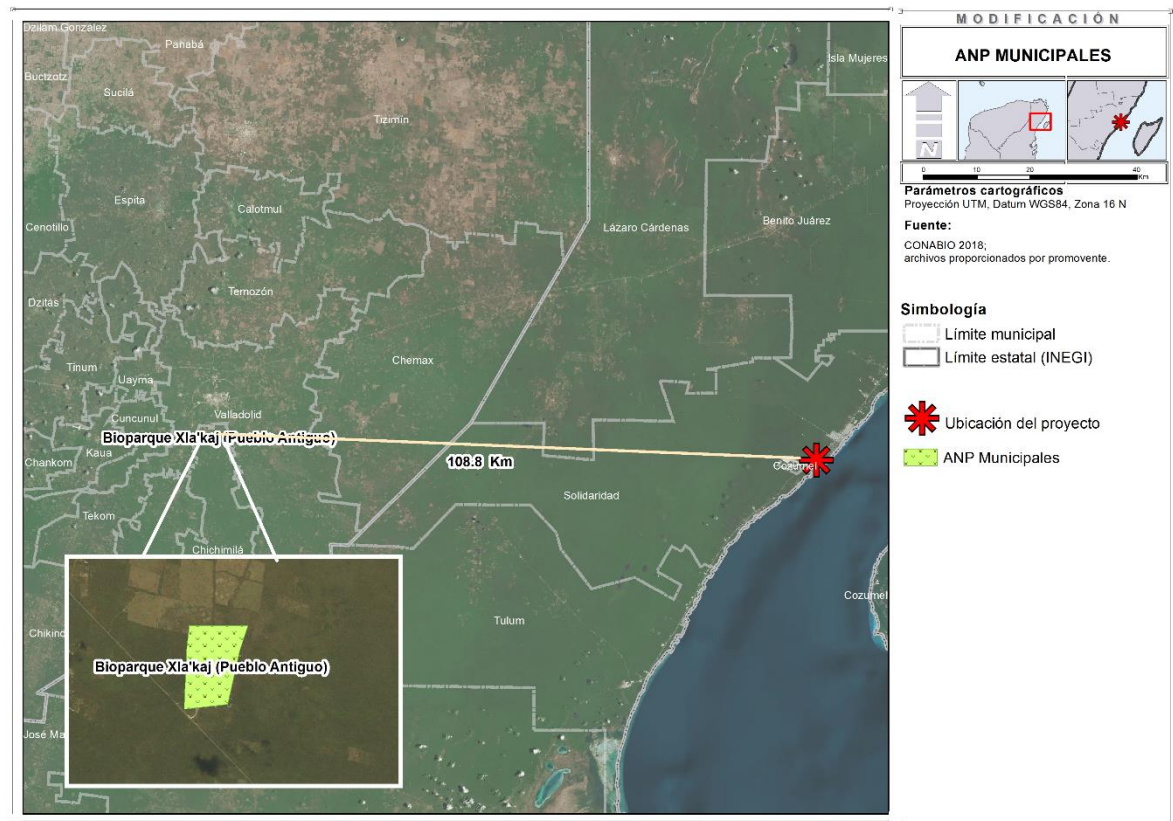 MODIFICACIÓN
ANP MUNICIPALES
N
0 10 20 40
Km
Parámetros cartográficos
Proyección UTM, Datum WGS84, Zona 16 N
Fuente:
CONABIO 2018;
archivos proporcionados por promovente.
Simbología
Límite municipal
Límite estatal (INEGI)
Ubicación del proyecto
ANP Municipales
Dzilam González
Panabá
Buctzotz
Sucilá
Isla Mujeres
Tizimín
Espita
Calotmul
Cenotillo
Lázaro Cárdenas
Benito Juárez
Temozón
Dzitás
Chemax
Tinum
Uayma
Cuncunul
Valladolid
Bioparque Xla'kaj (Pueblo Antiguo)
Kaua
Chankom
108.8 Km
Cozumel
Solidaridad
Tekom
Chichimilá
Cozumel
Tulum
Chikind
Bioparque Xla'kaj (Pueblo Antiguo)
José Ma